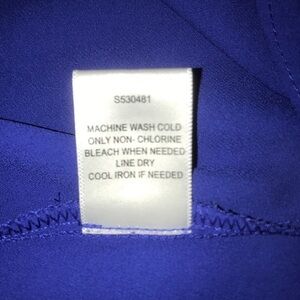 S530481
MACHINE WASH COLD
ONLY NON- CHLORINE
BLEACH WHEN NEEDED
LINE DRY
COOL IRON IF NEEDED